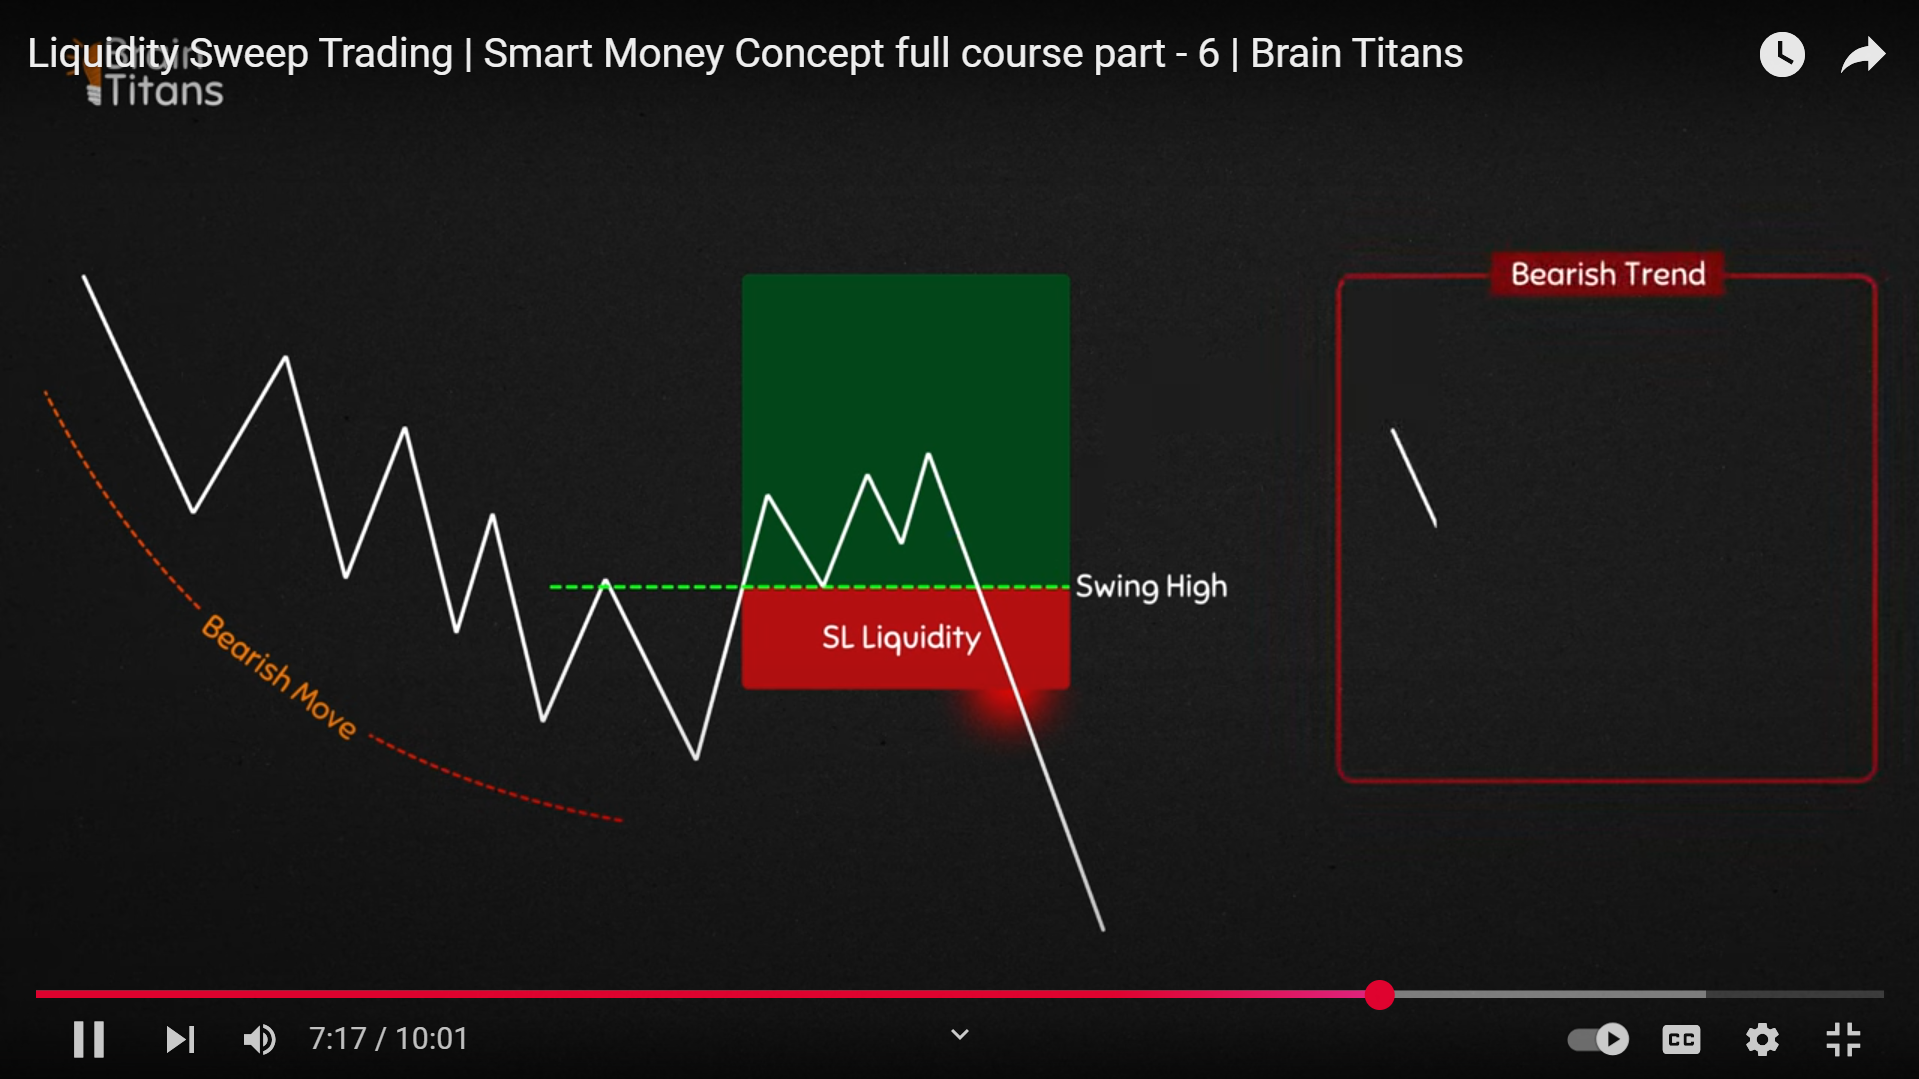 Liquidity Sweep Trading | Smart Money Concept full course part - 6 | Brain Titans
Brain
Titans
Bearish Trend
Swing High
SL Liquidity
Bearish Move
7:17 / 10:01
CC